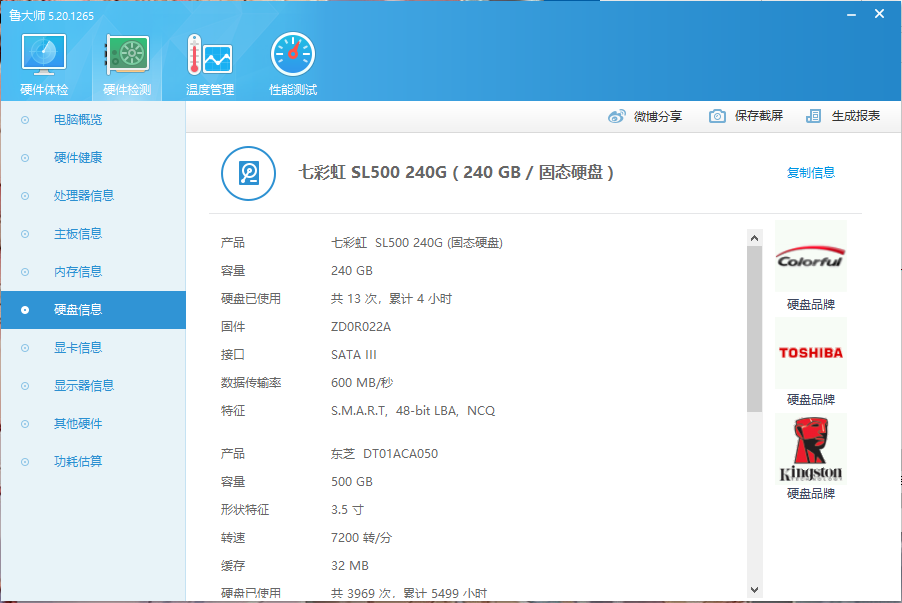 鲁大师 5.20.1265
硬件体检 硬件检测 温度管理 性能测试
微博分享 保存截屏 生成报表
电脑概览
硬件健康
处理器信息
主板信息
内存信息
硬盘信息
显卡信息
显示器信息
其他硬件
功耗估算
七彩虹 SL500 240G ( 240 GB / 固态硬盘 )
复制信息
产品 七彩虹 SL500 240G (固态硬盘)
容量 240 GB
硬盘已使用 共 13 次，累计 4 小时
固件 ZD0R022A
接口 SATA III
数据传输率 600 MB/秒
特征 S.M.A.R.T, 48-bit LBA, NCQ
产品 东芝 DT01ACA050
容量 500 GB
形状特征 3.5 寸
转速 7200 转/分
缓存 32 MB
硬盘已使用 共 3969 次，累计 5499 小时
Colorful
硬盘品牌
TOSHIBA
硬盘品牌
Kingston
TECHNOLOGY
硬盘品牌